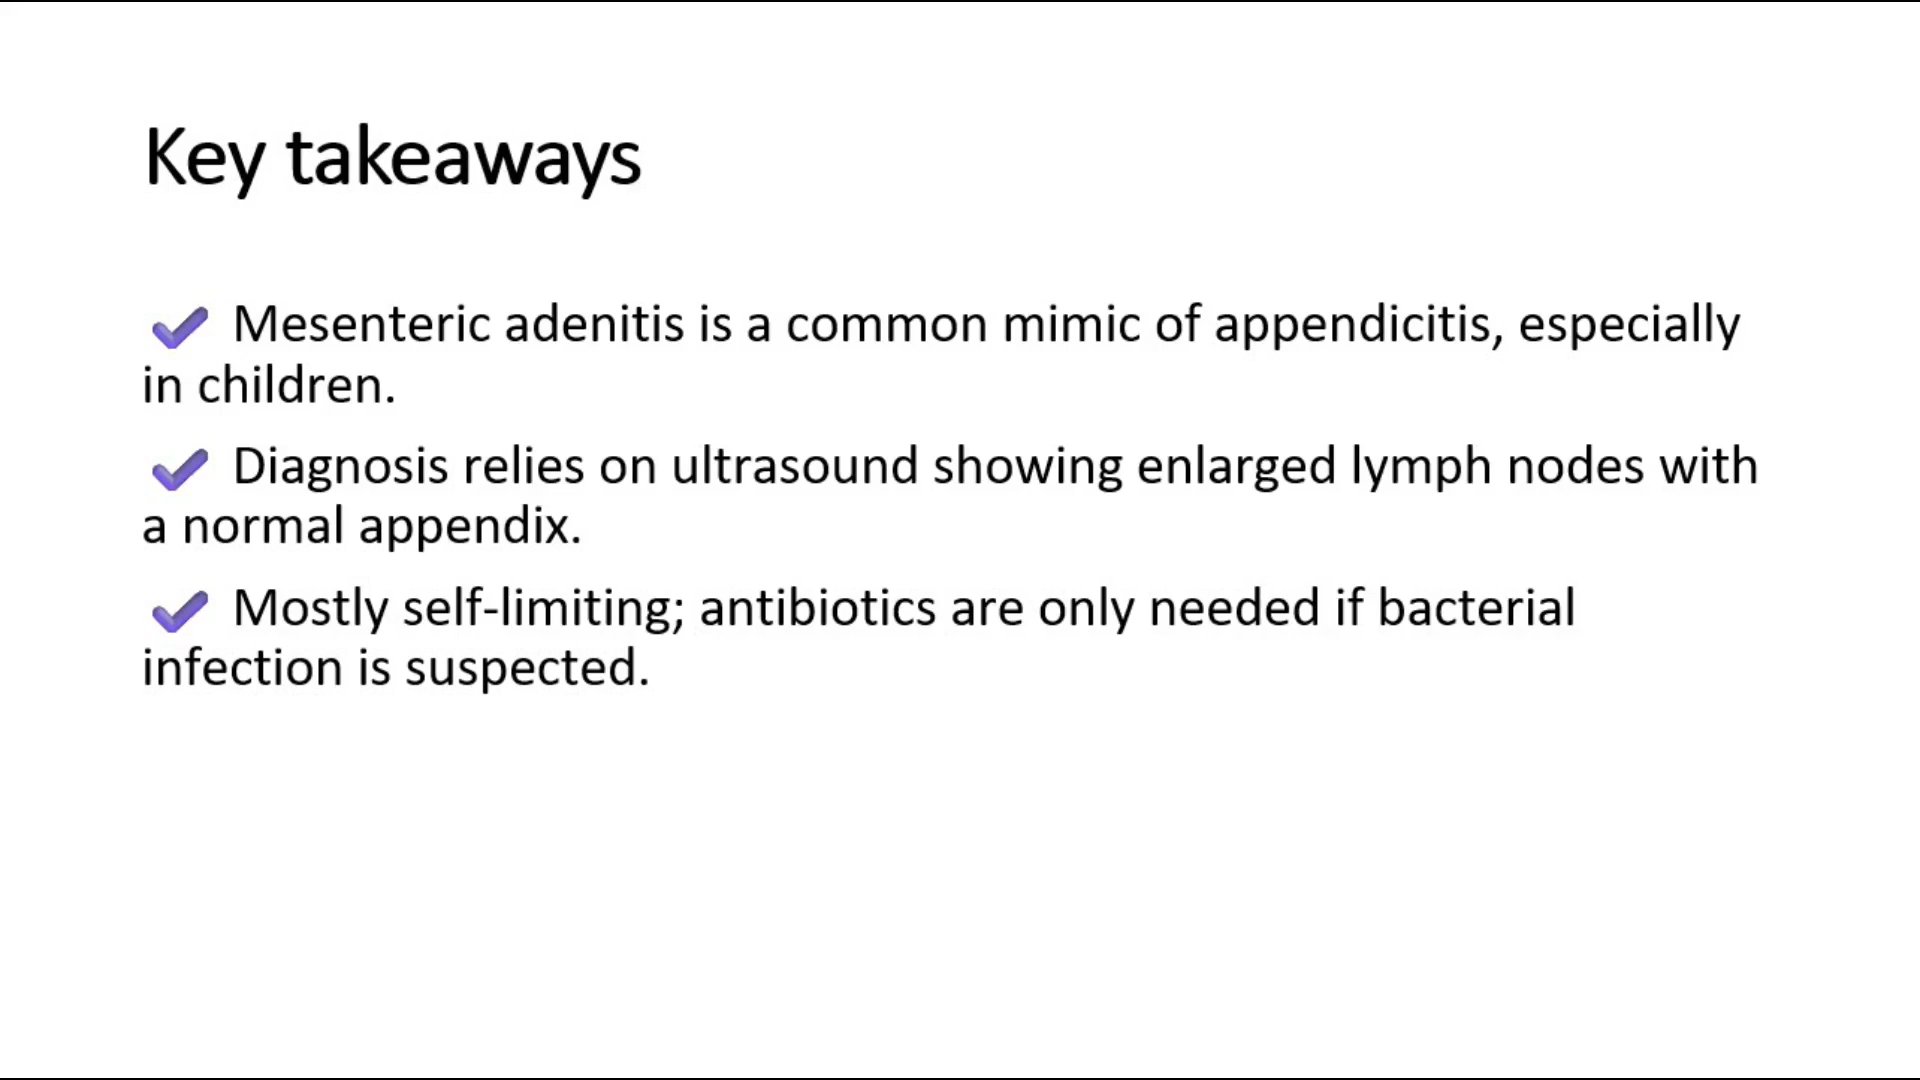 Key takeaways
✔ Mesenteric adenitis is a common mimic of appendicitis, especially
in children.
✔ Diagnosis relies on ultrasound showing enlarged lymph nodes with
a normal appendix.
✔ Mostly self-limiting; antibiotics are only needed if bacterial
infection is suspected.